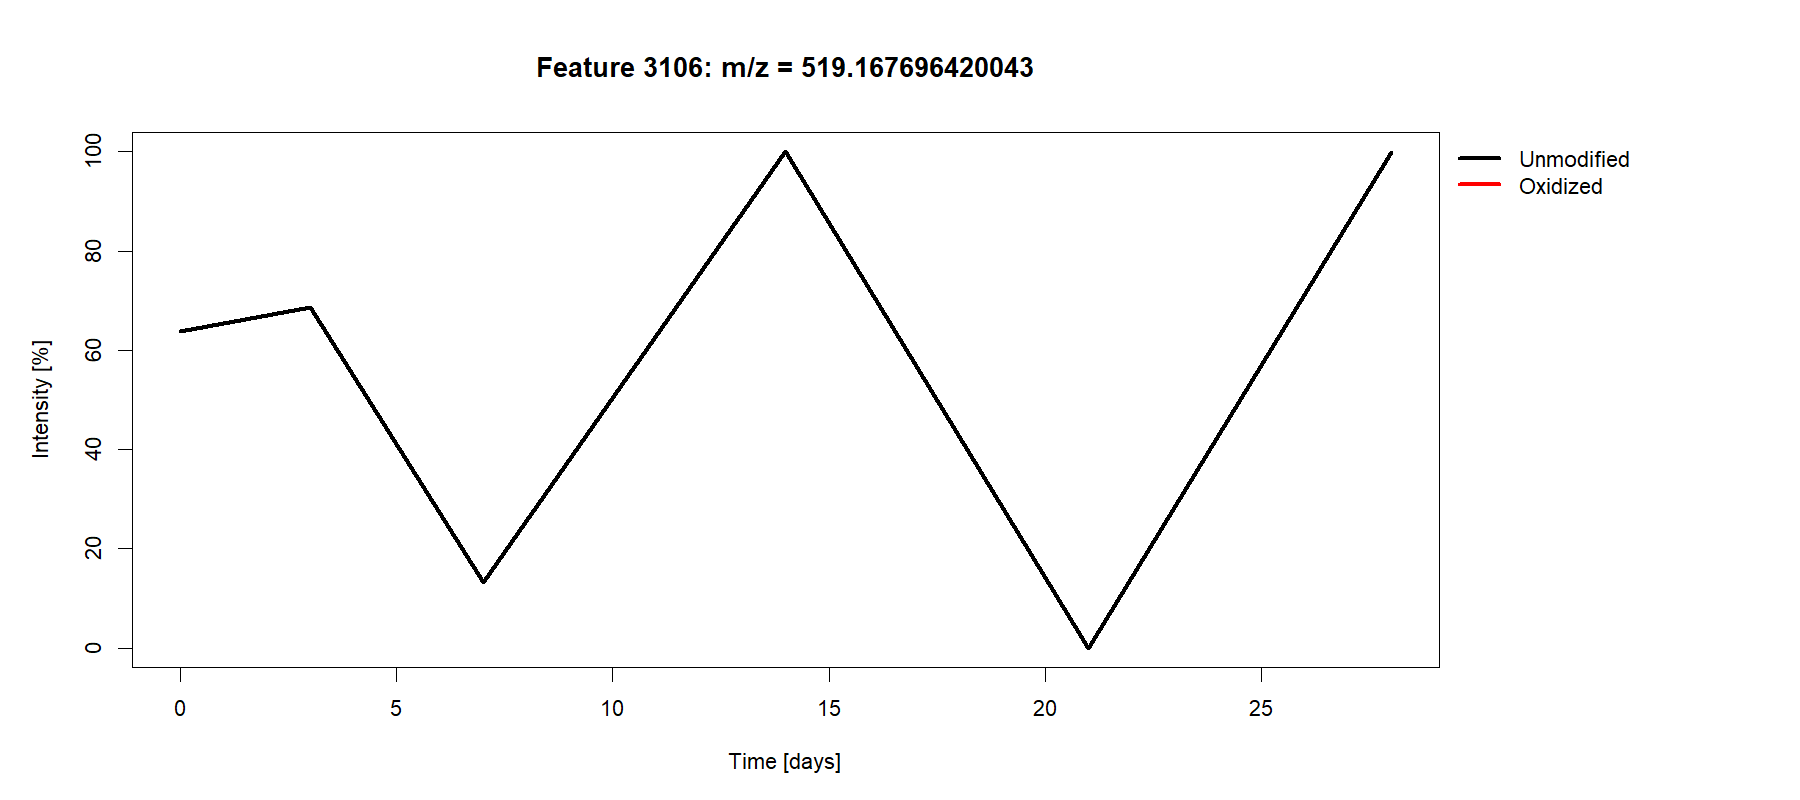 Feature 3106: m/z = 519.167696420043
Unmodified
Oxidized
Intensity [%]
100
80
60
40
20
0
0 5 10 15 20 25
Time [days]